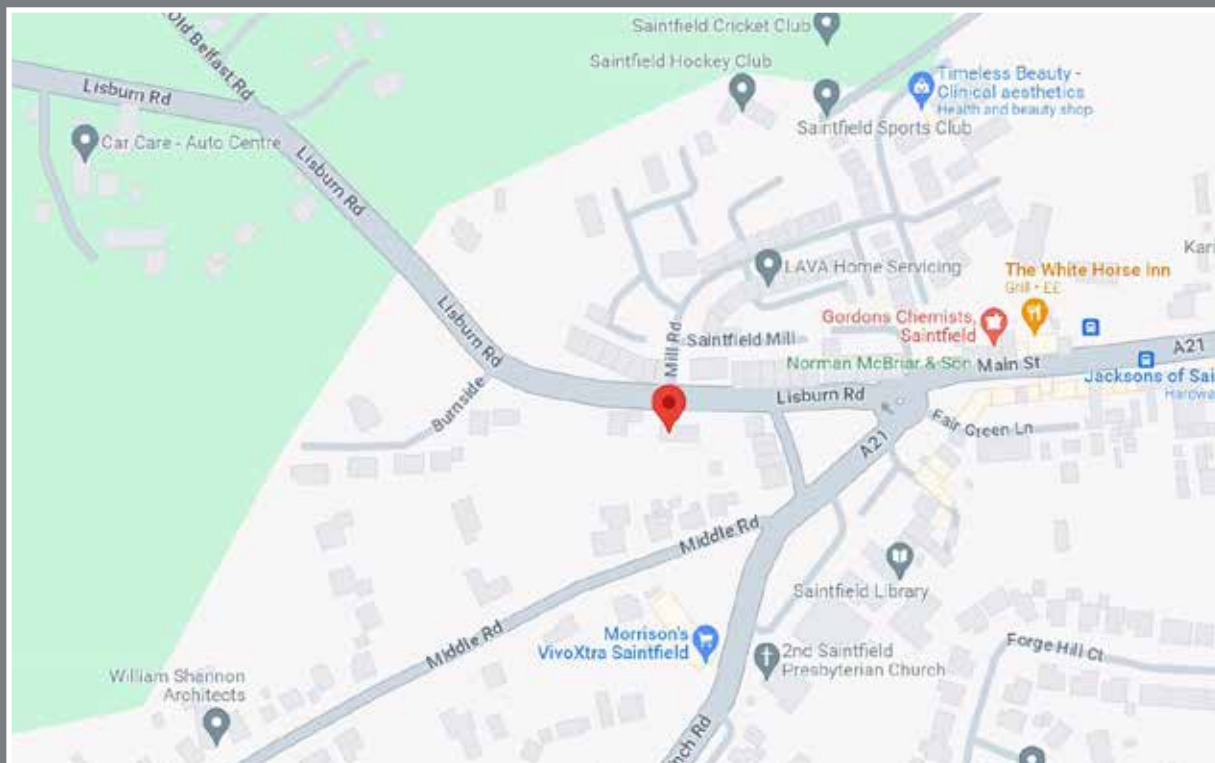 Saintfield Cricket Club
Old Belfast Rd
Saintfield Hockey Club
Lisburn Rd
Timeless Beauty -
Clinical aesthetics
Health and beauty shop
Saintfield Sports Club
Car Care - Auto Centre
Lisburn Rd
LAVA Home Servicing
The White Horse Inn
Grill • ££
Gordons Chemists,
Saintfield
Lisburn Rd
Mill Rd
Saintfield Mill
Norman McBriar & Son
Main St
A21
Jacksons of Sai
Hardwa
Lisburn Rd
Burnside
Fair Green Ln
A21
Middle Rd
Saintfield Library
Morrison's
VivoXtra Saintfield
Middle Rd
2nd Saintfield
Presbyterian Church
Forge Hill Ct
William Shannon
Architects
nch Rd